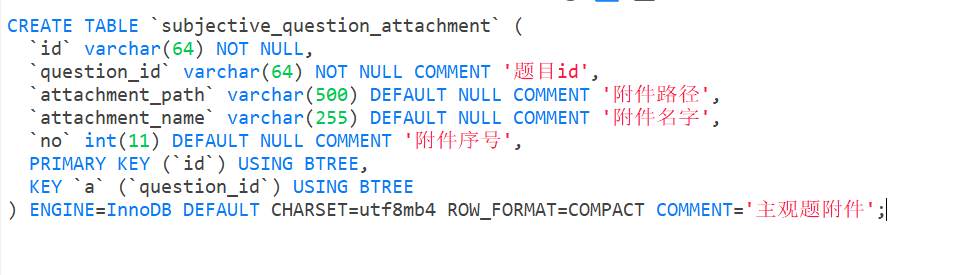 CREATE TABLE `subjective_question_attachment` (
  `id` varchar(64) NOT NULL,
  `question_id` varchar(64) NOT NULL COMMENT '题目id',
  `attachment_path` varchar(500) DEFAULT NULL COMMENT '附件路径',
  `attachment_name` varchar(255) DEFAULT NULL COMMENT '附件名字',
  `no` int(11) DEFAULT NULL COMMENT '附件序号',
  PRIMARY KEY (`id`) USING BTREE,
  KEY `a` (`question_id`) USING BTREE
) ENGINE=InnoDB DEFAULT CHARSET=utf8mb4 ROW_FORMAT=COMPACT COMMENT='主观题附件';